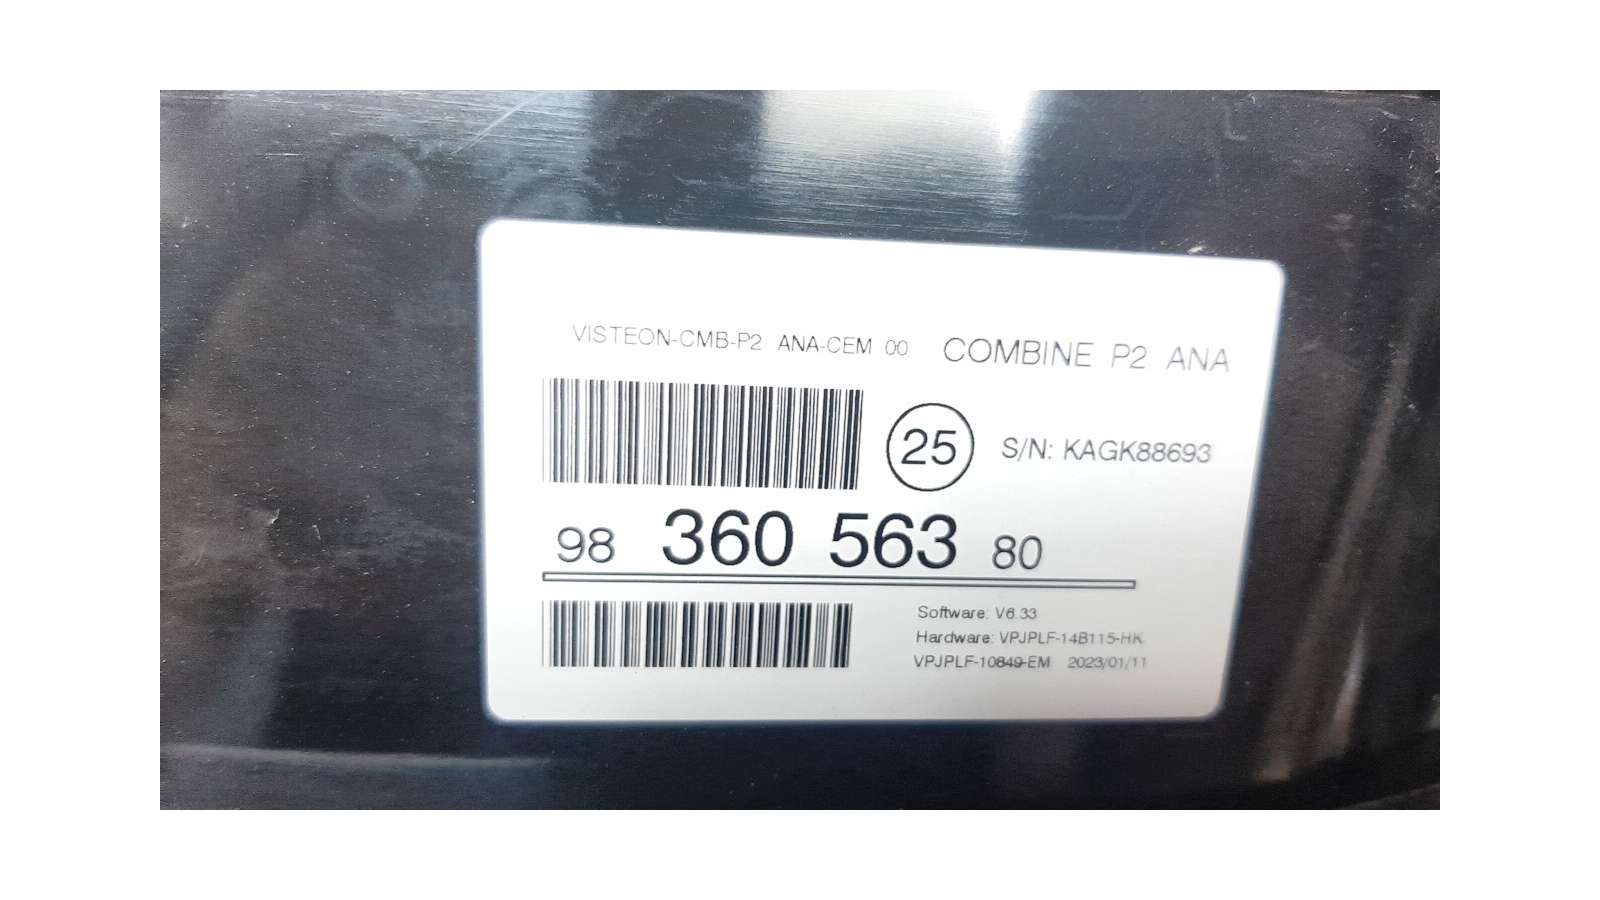 VISTEON-CMB-P2 ANA-CEM 00 COMBINE P2 ANA
25 S/N: KAGK88693
98 360 563 80
Software: V6.33
Hardware: VPJPLF-14B115-HK
VPJPLF-10849-EM 2023/01/11